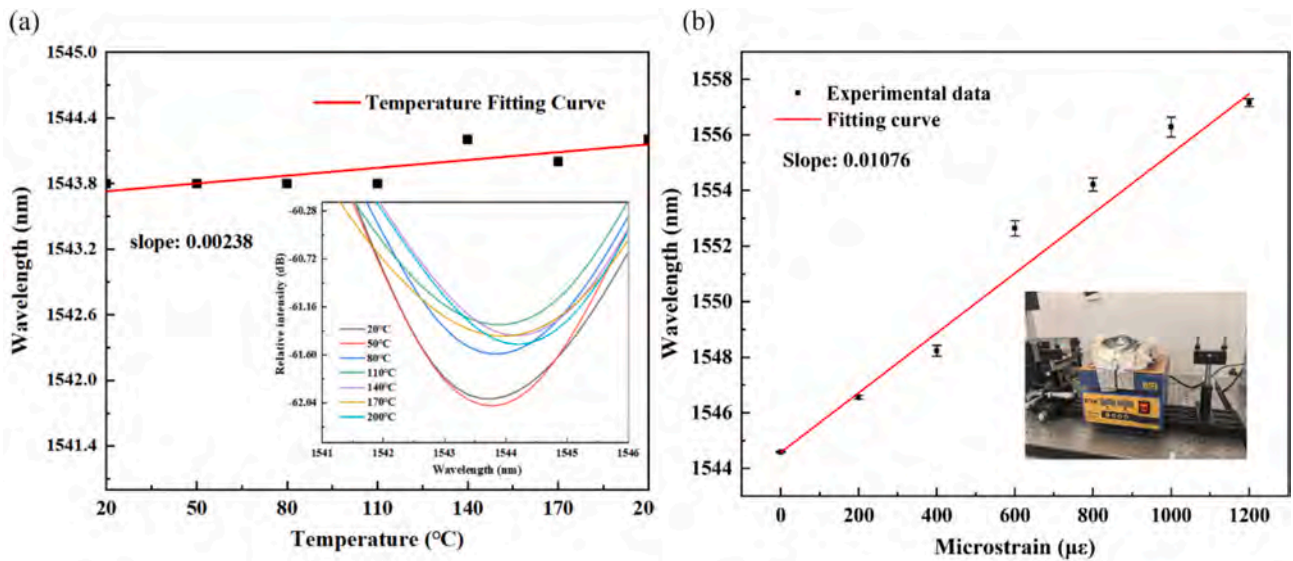 (a)
1545.0
1544.4
1543.8
1543.2
1542.6
1542.0
1541.4
Wavelength (nm)
Temperature Fitting Curve
slope: 0.00238
-60.28
-60.72
-61.16
-61.60
-62.04
Relative intensity (dB)
20°C
50°C
80°C
110°C
140°C
170°C
200°C
1541 1542 1543 1544 1545 1546
Wavelength (nm)
20 50 80 110 140 170 20
Temperature (°C)
(b)
1558
1556
1554
1552
1550
1548
1546
1544
Wavelength (nm)
Experimental data
Fitting curve
Slope: 0.01076
0 200 400 600 800 1000 1200
Microstrain (με)